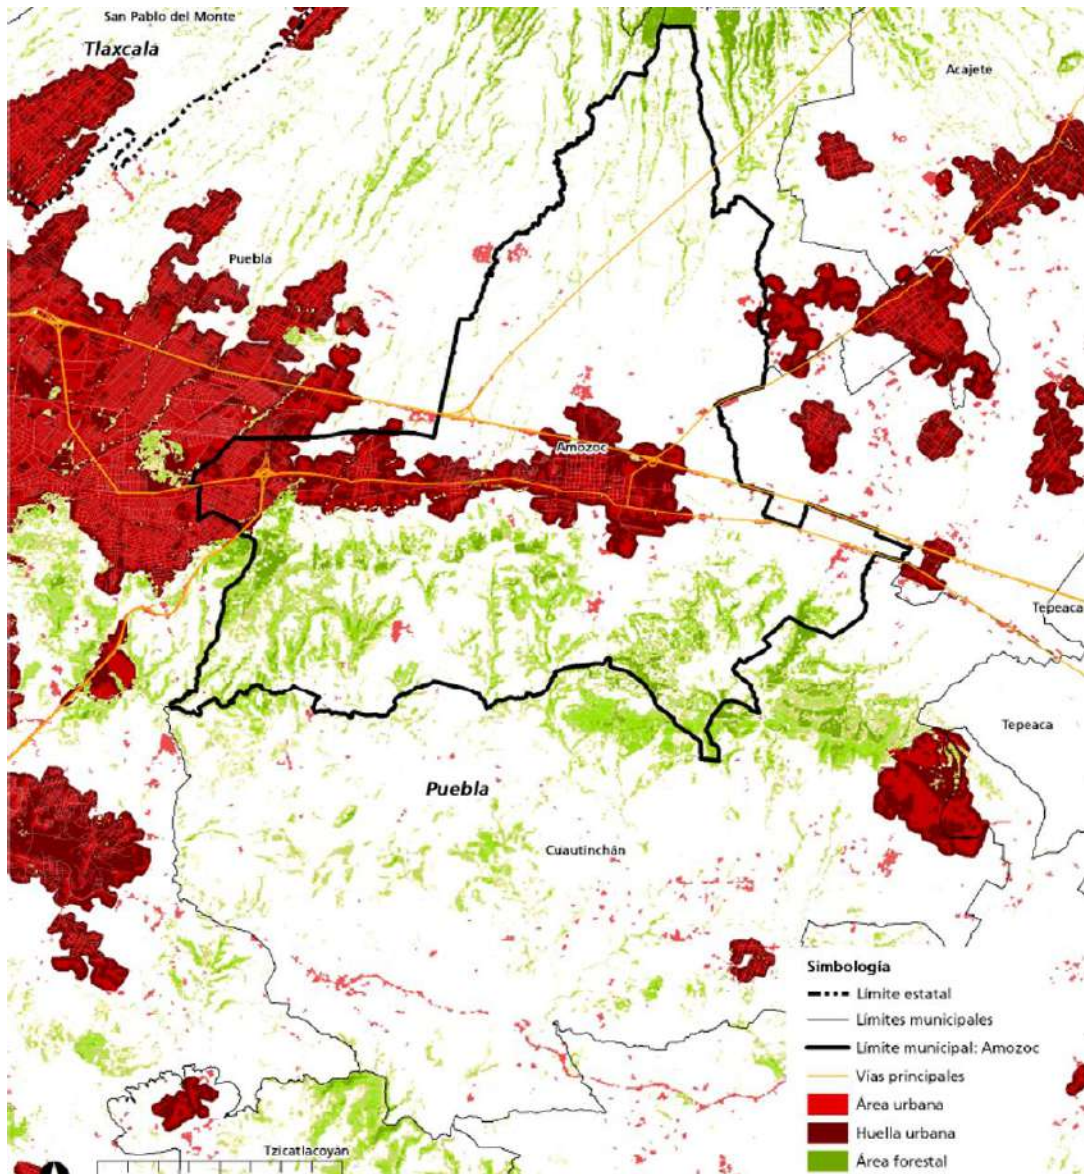 San Pablo del Monte
Tlaxcala
Acajete
Puebla
Amozoc
Tepeaca
Tepeaca
Puebla
Cuautinchán
Tzicatlacoyan
Simbología
Límite estatal
Límites municipales
Límite municipal: Amozoc
Vías principales
Área urbana
Huella urbana
Área forestal